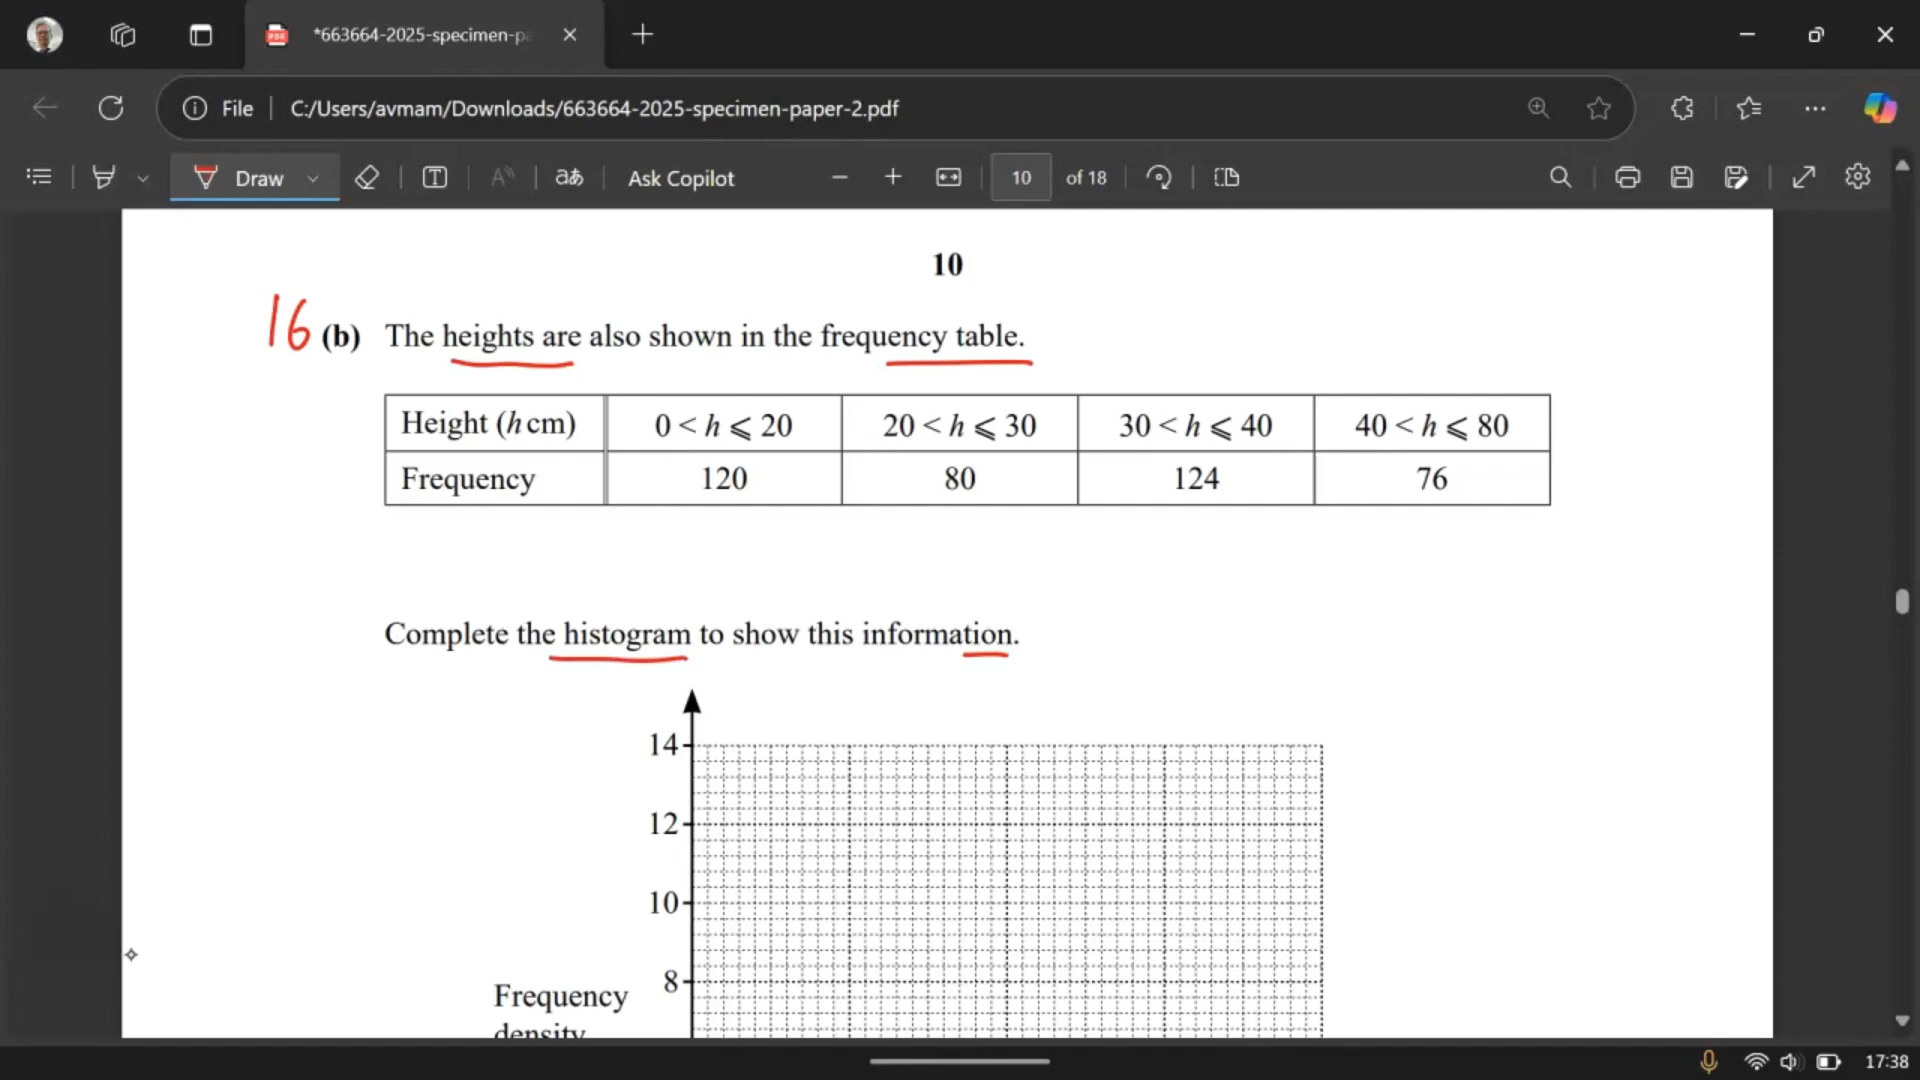 *663664-2025-specimen-pa
File C:/Users/avmam/Downloads/663664-2025-specimen-paper-2.pdf
Draw Ask Copilot 10 of 18
10
16 (b) The heights are also shown in the frequency table.
Height (h cm) 0 < h ⩽ 20 20 < h ⩽ 30 30 < h ⩽ 40 40 < h ⩽ 80
Frequency 120 80 124 76
Complete the histogram to show this information.
14
12
10
8
Frequency
density
17:38